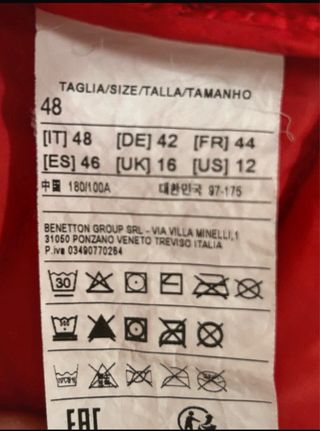 TAGLIA/SIZE/TALLA/TAMANHO
48
[IT] 48 [DE] 42 [FR] 44
[ES] 46 [UK] 16 [US] 12
中国 180/100A 대한민국 97-175
BENETTON GROUP SRL - VIA VILLA MINELLI,1
31050 PONZANO VENETO TREVISO ITALIA
P.iva 03490770264
30
EAC